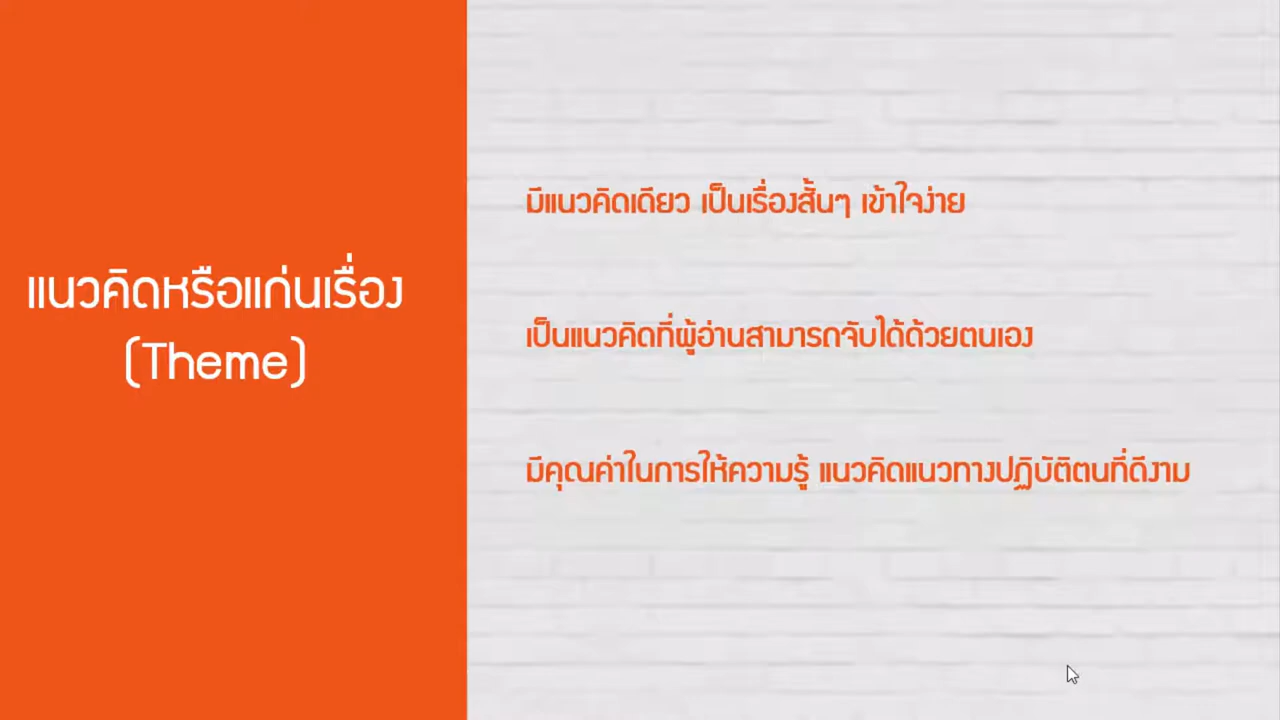 แนวคิดหรือแก่นเรื่อง
(Theme)
มีแนวคิดเดียว เป็นเรื่องสั้นๆ เข้าใจง่าย
เป็นแนวคิดที่ผู้อ่านสามารถจับได้ด้วยตนเอง
มีคุณค่าในการให้ความรู้ แนวคิดแนวทางปฏิบัติตนที่ดีงาม